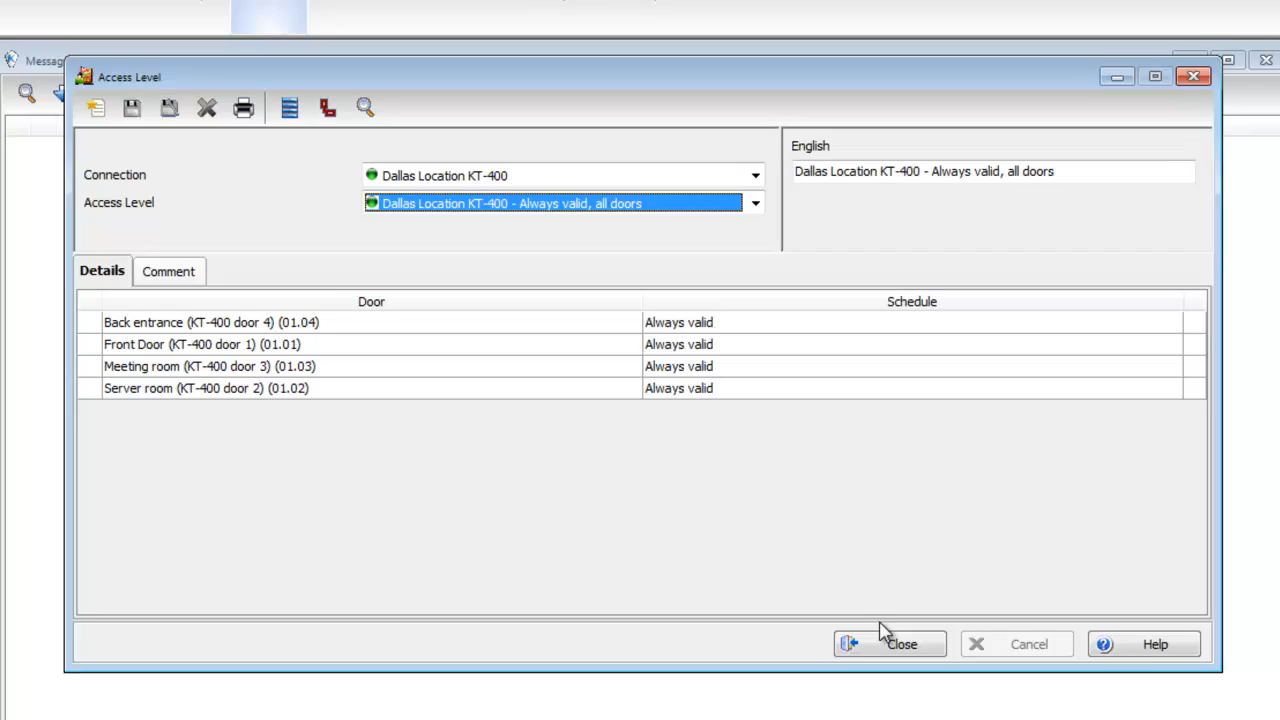 Messag
Access Level
Connection
Dallas Location KT-400
Access Level
Dallas Location KT-400 - Always valid, all doors
English
Dallas Location KT-400 - Always valid, all doors
Details
Comment
Door
Schedule
Back entrance (KT-400 door 4) (01.04)
Always valid
Front Door (KT-400 door 1) (01.01)
Always valid
Meeting room (KT-400 door 3) (01.03)
Always valid
Server room (KT-400 door 2) (01.02)
Always valid
Close
Cancel
Help